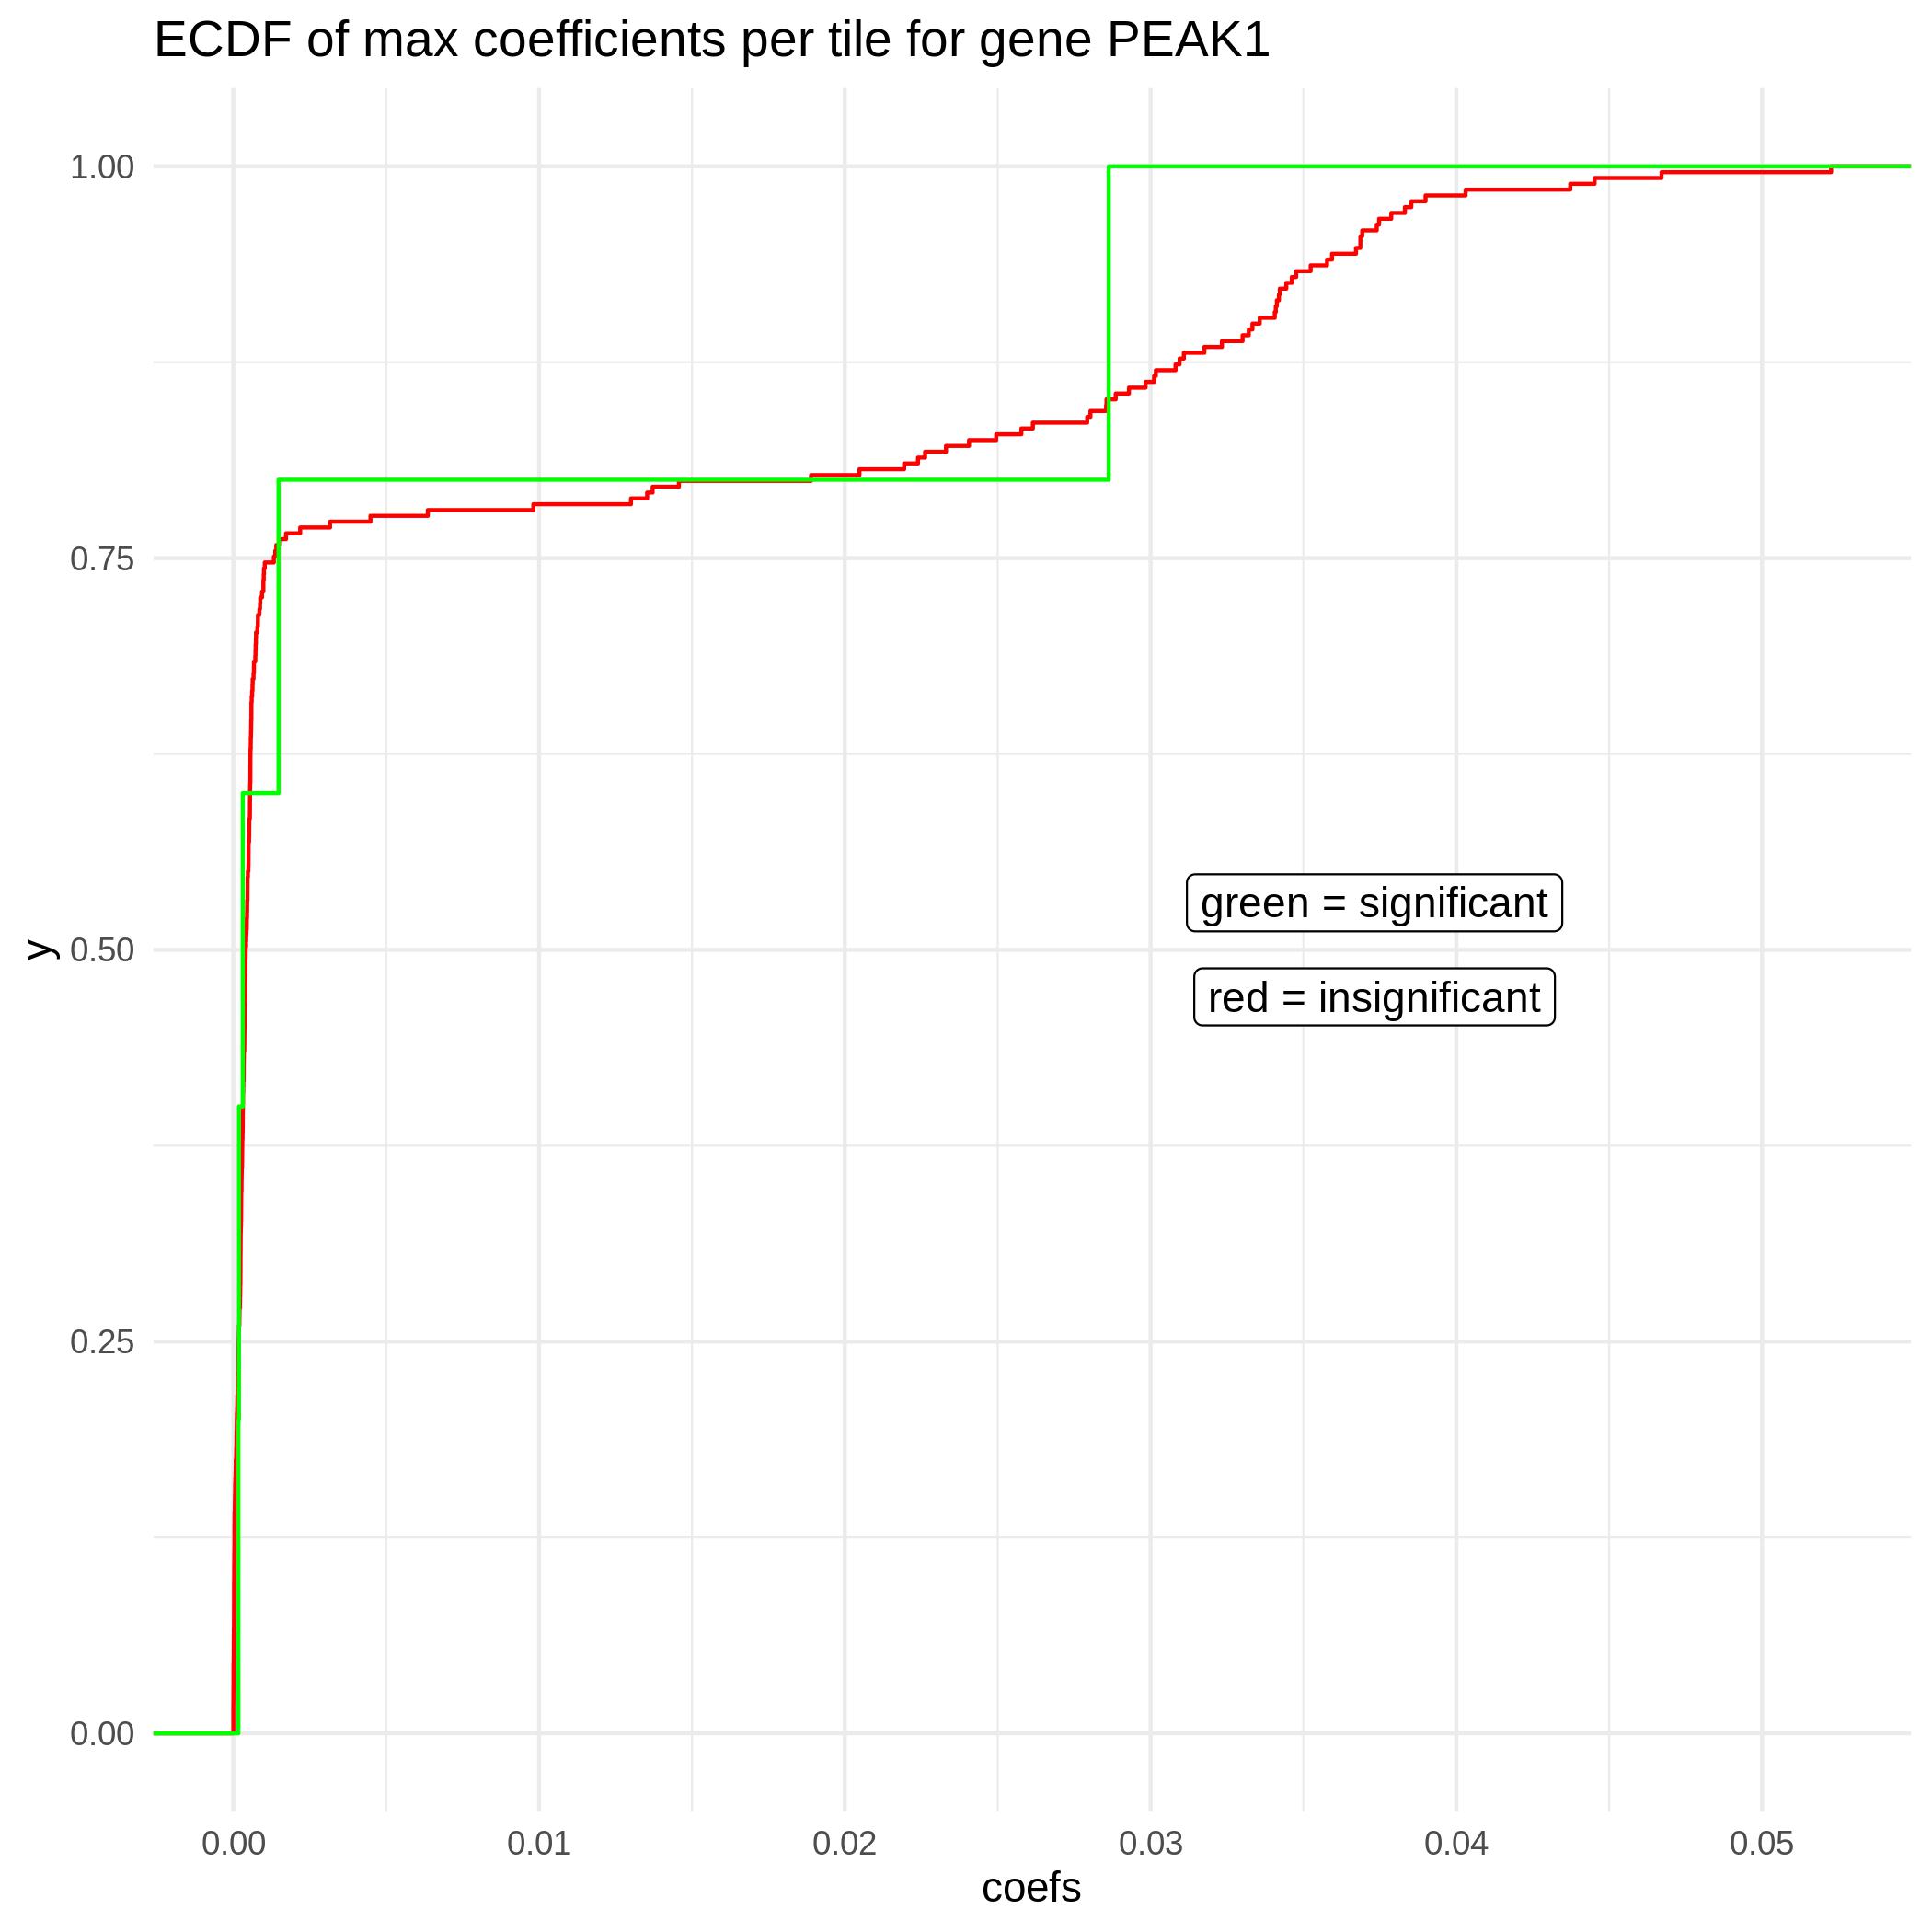 ECDF of max coefficients per tile for gene PEAK1
1.00
0.75
0.50
0.25
0.00
y
green = significant
red = insignificant
0.00 0.01 0.02 0.03 0.04 0.05
coefs